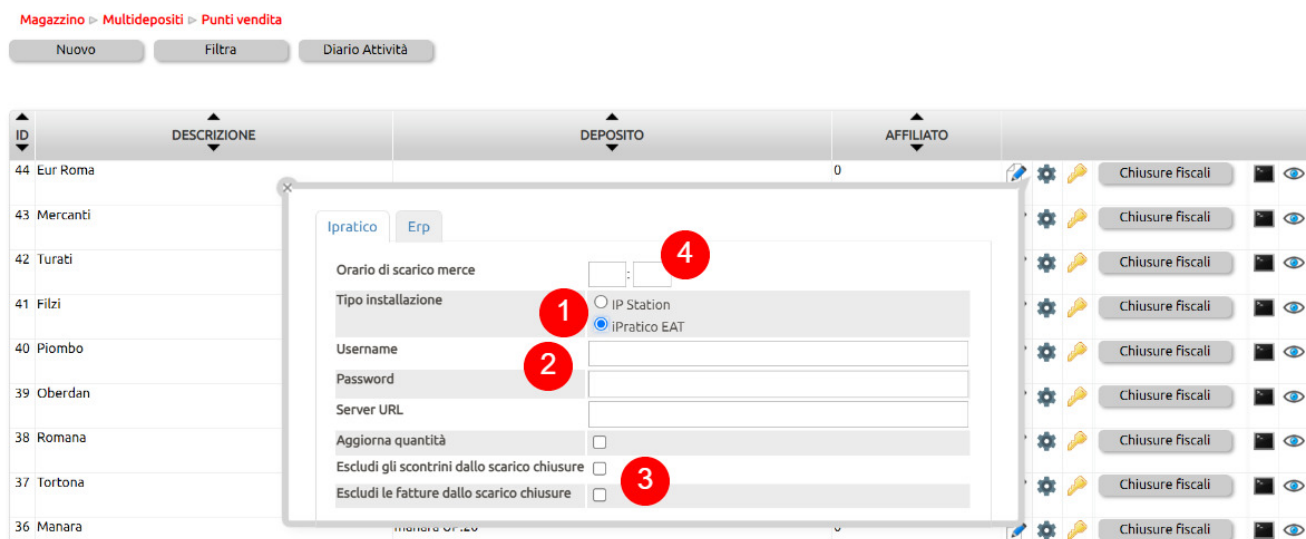 Magazzino ▷ Multidepositi ▷ Punti vendita
Nuovo Filtra Diario Attività
ID DESCRIZIONE DEPOSITO AFFILIATO
44 Eur Roma 0 Chiusure fiscali
43 Mercanti Chiusure fiscali
Ipratico Erp
42 Turati Chiusure fiscali
4
Orario di scarico merce :
41 Filzi Chiusure fiscali
Tipo installazione 1 IP Station
iPratico EAT
40 Piombo Chiusure fiscali
Username
2
Password
39 Oberdan Chiusure fiscali
Server URL
38 Romana Chiusure fiscali
Aggiorna quantità
Escludi gli scontrini dallo scarico chiusure
3
37 Tortona Chiusure fiscali
Escludi le fatture dallo scarico chiusure
36 Manara Chiusure fiscali